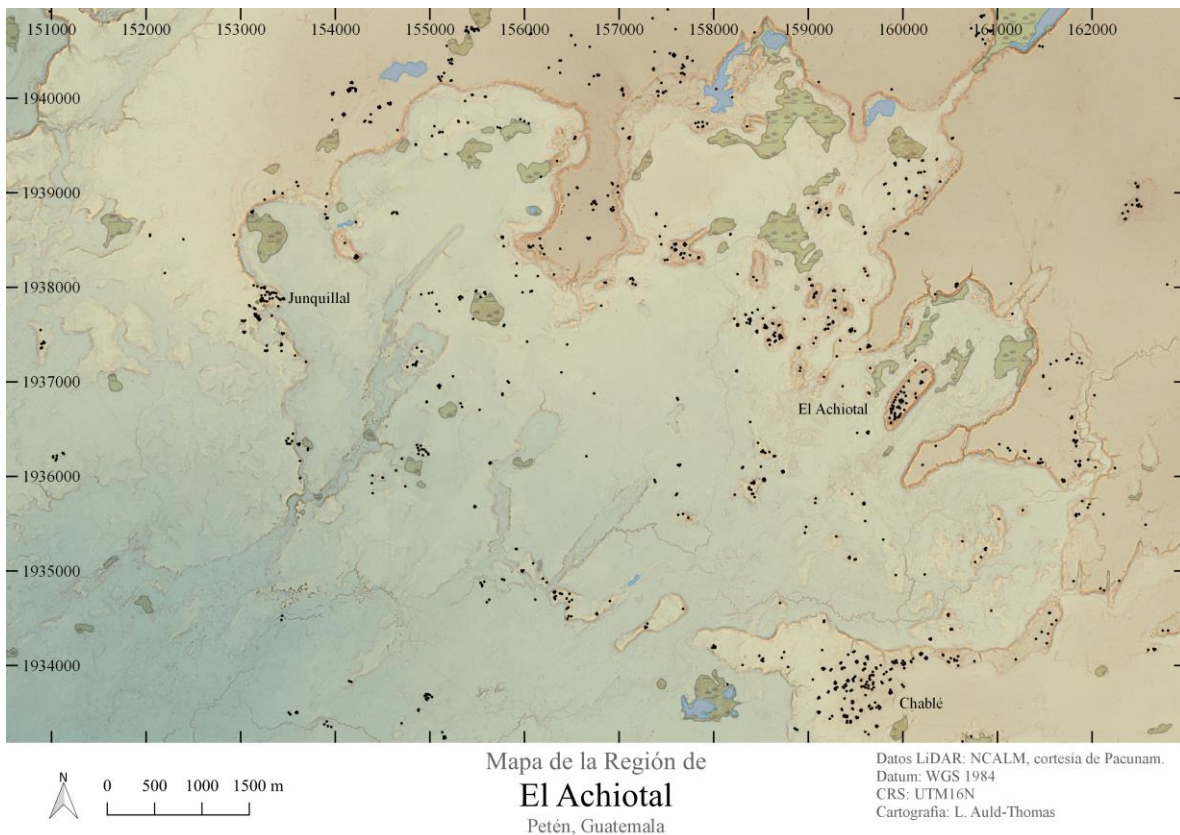 151000 152000 153000 154000 155000 156000 157000 158000 159000 160000 161000 162000
1940000
1939000
1938000
Junquillal
1937000
El Achiotal
1936000
1935000
1934000
Chablé
N
0 500 1000 1500 m
Mapa de la Región de
El Achiotal
Petén, Guatemala
Datos LiDAR: NCALM, cortesia de Pacunam.
Datum: WGS 1984
CRS: UTM16N
Cartografía: L. Auld-Thomas